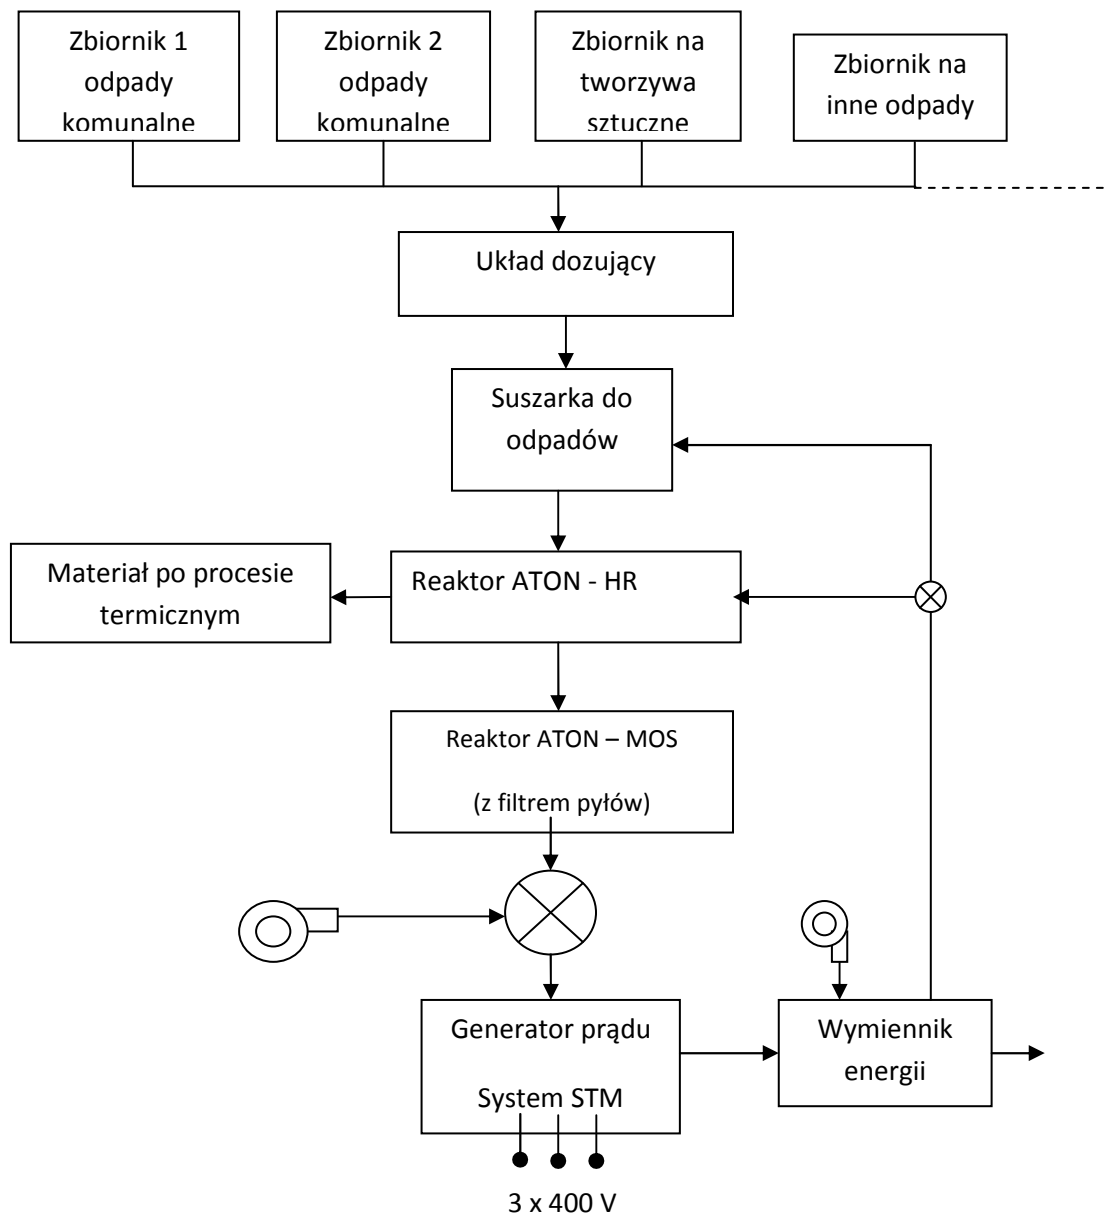 Zbiornik 1
odpady
komunalne
Zbiornik 2
odpady
komunalne
Zbiornik na
tworzywa
sztuczne
Zbiornik na
inne odpady
Układ dozujący
Suszarka do
odpadów
Materiał po procesie
termicznym
Reaktor ATON - HR
Reaktor ATON – MOS
(z filtrem pyłów)
Generator prądu
System STM
Wymiennik
energii
3 x 400 V